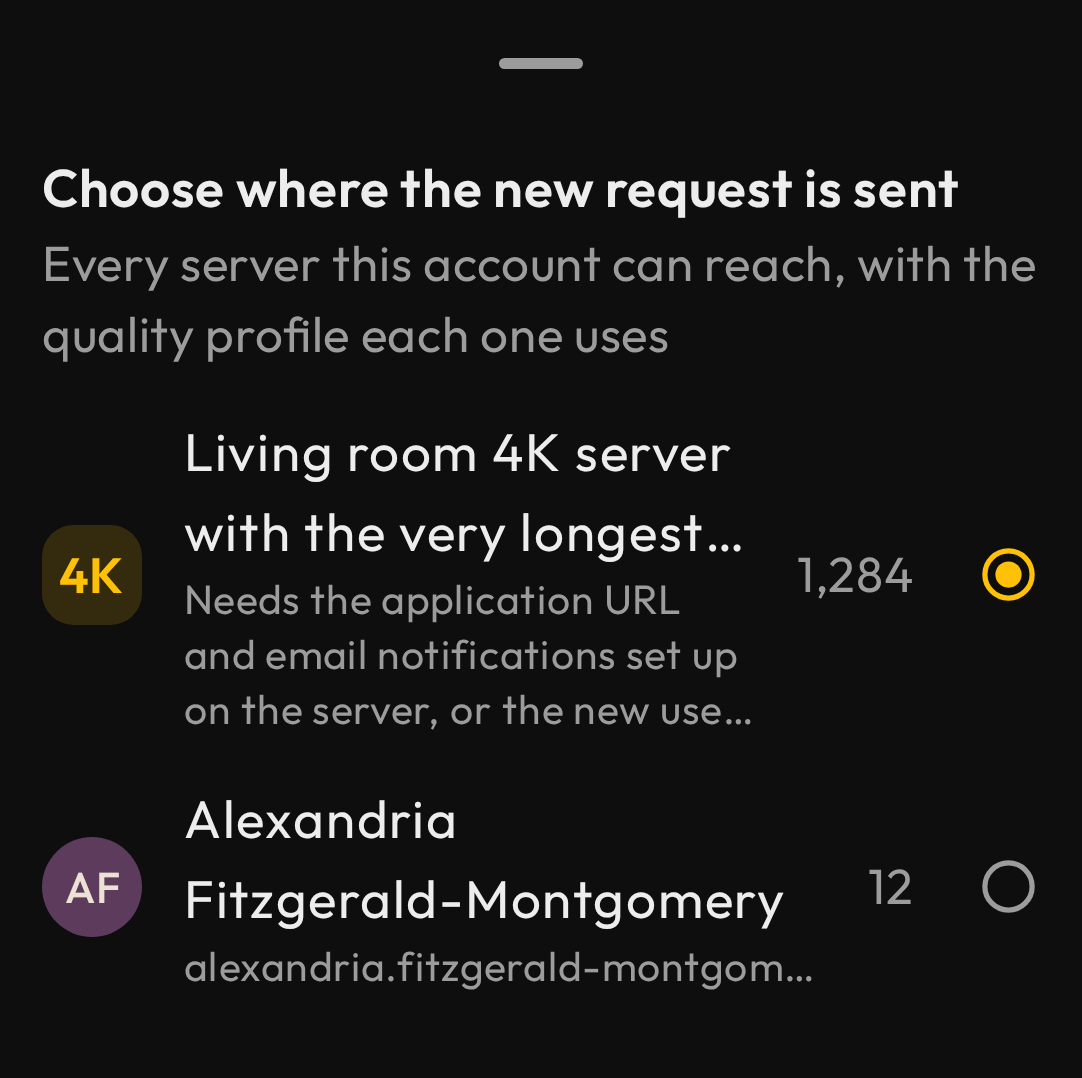 Choose where the new request is sent
Every server this account can reach, with the
quality profile each one uses
Living room 4K server
with the very longest…
4K
1,284
Needs the application URL
and email notifications set up
on the server, or the new use…
Alexandria
AF
Fitzgerald-Montgomery
12
alexandria.fitzgerald-montgom…